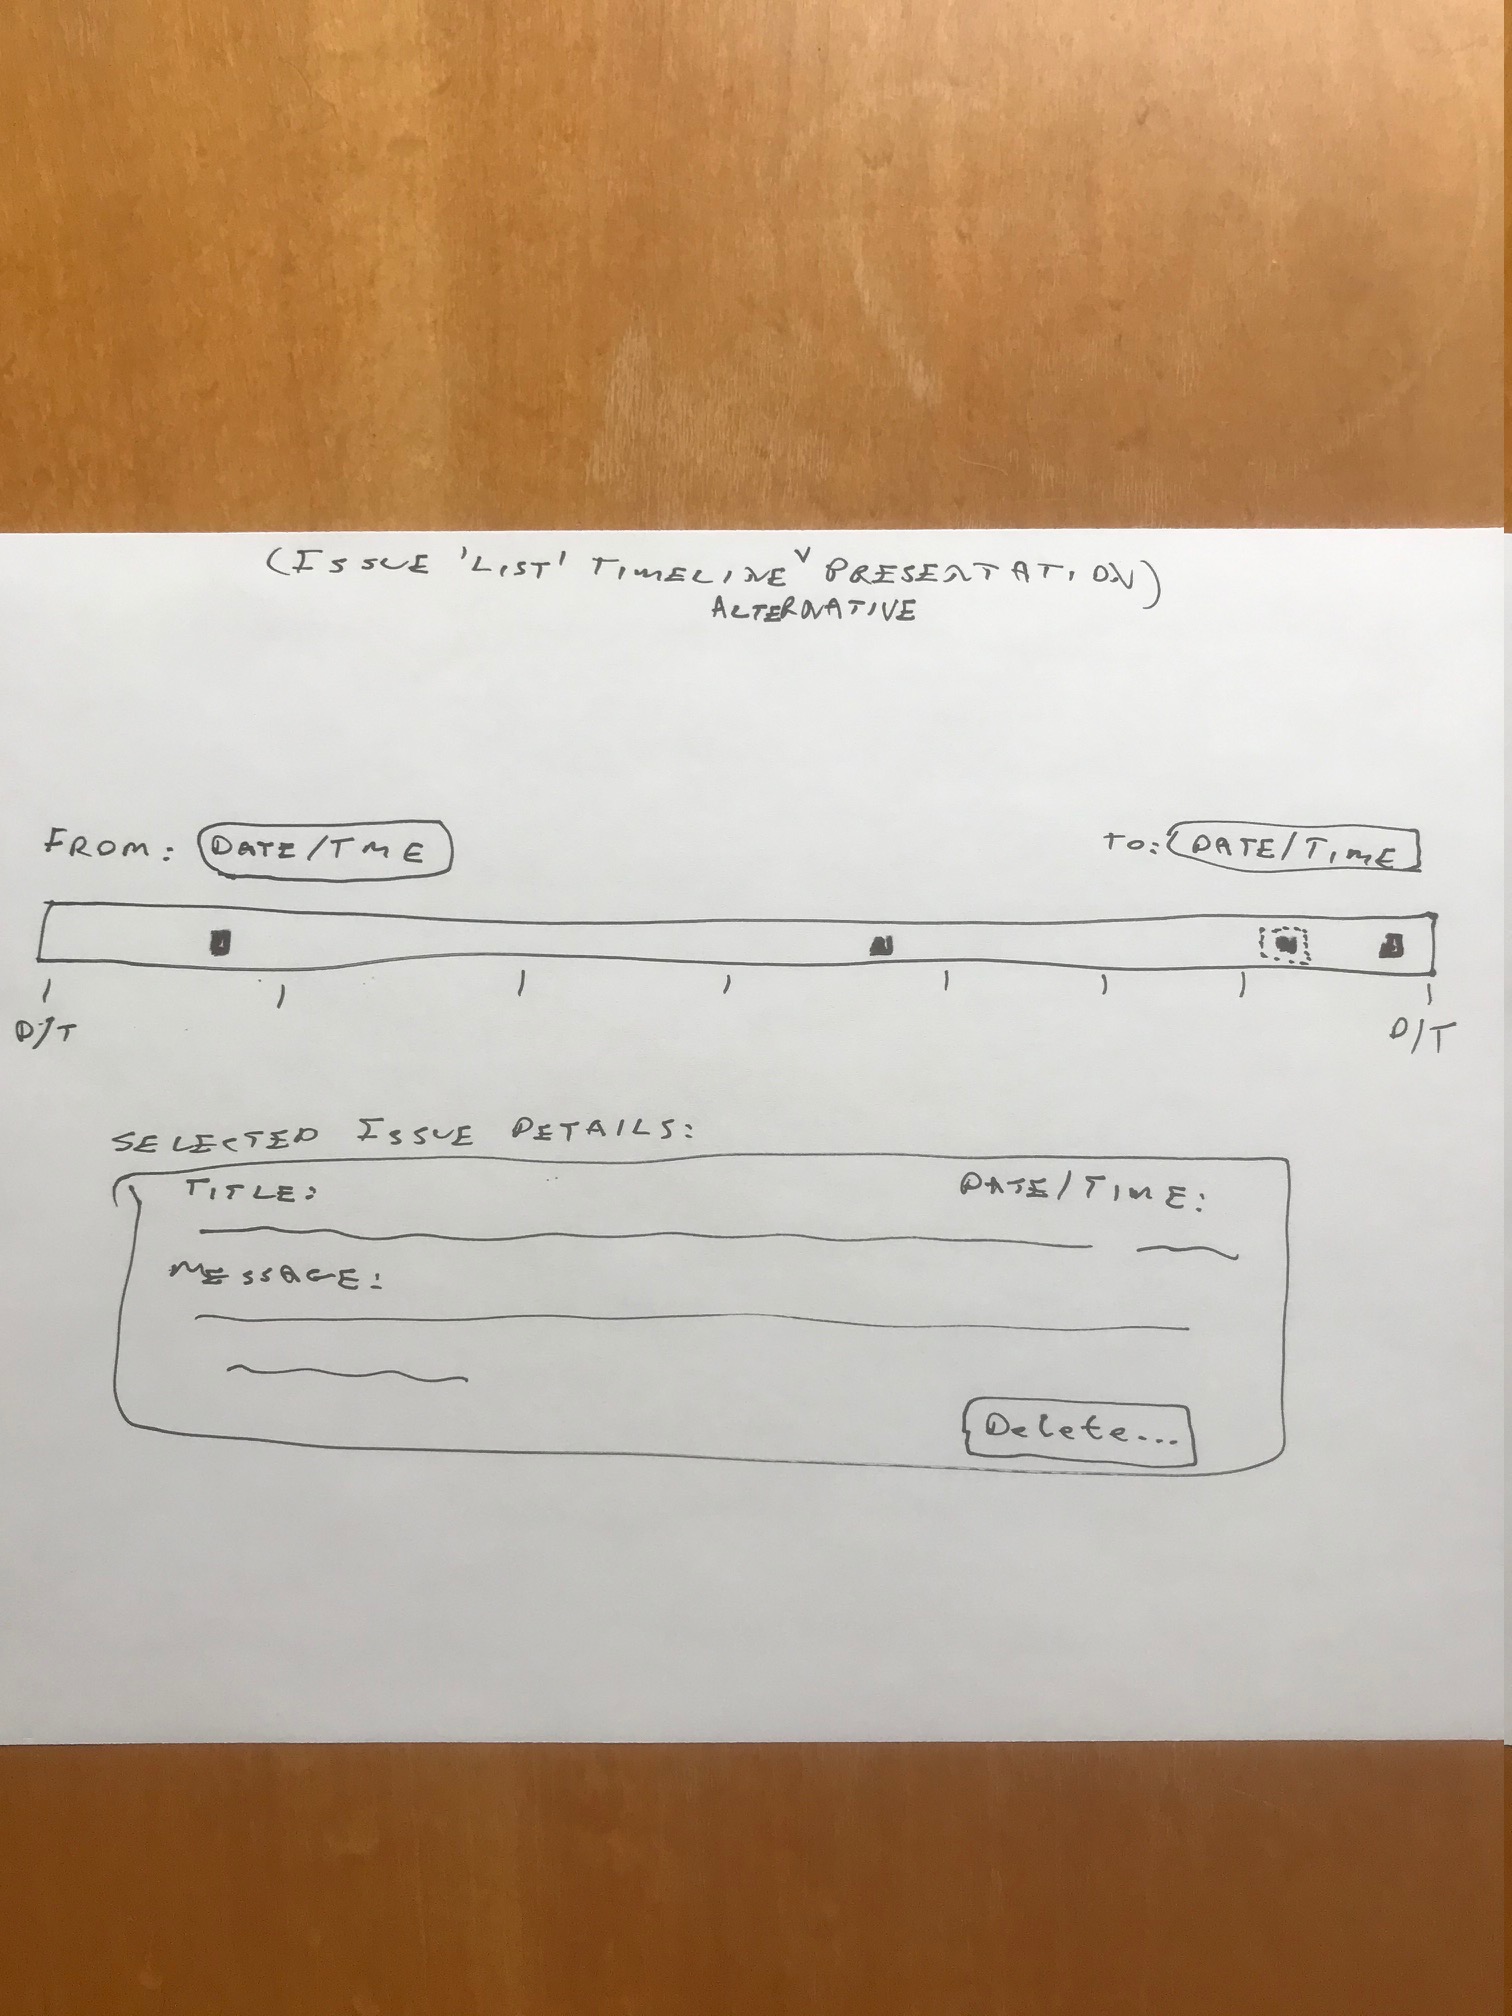 (ISSUE 'LIST' TIMELINE ALTERNATIVE PRESENTATION)
FROM: DATE/TME TO: DATE/TIME
D/T D/T
SELECTED ISSUE DETAILS:
TITLE: DATE/TIME:
MESSAGE:
Delete...